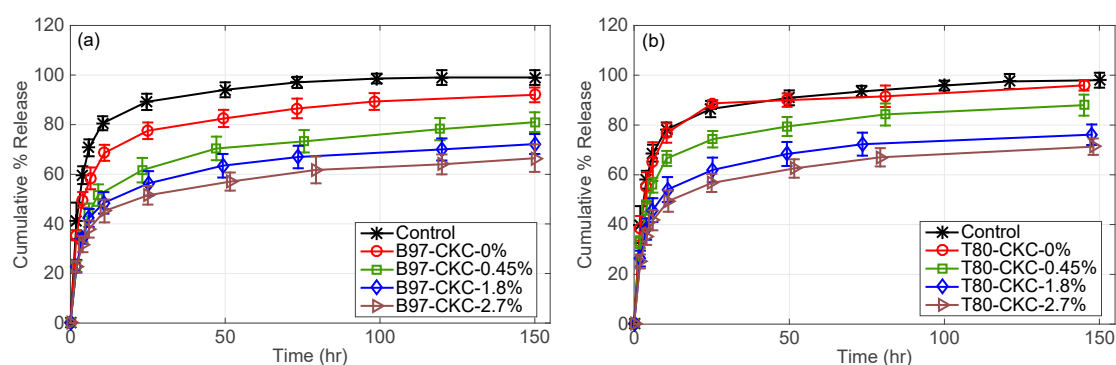 (a)
Cumulative % Release
120
100
80
60
40
20
0
0 50 100 150
Time (hr)
Control
B97-CKC-0%
B97-CKC-0.45%
B97-CKC-1.8%
B97-CKC-2.7%
(b)
Cumulative % Release
120
100
80
60
40
20
0
0 50 100 150
Time (hr)
Control
T80-CKC-0%
T80-CKC-0.45%
T80-CKC-1.8%
T80-CKC-2.7%